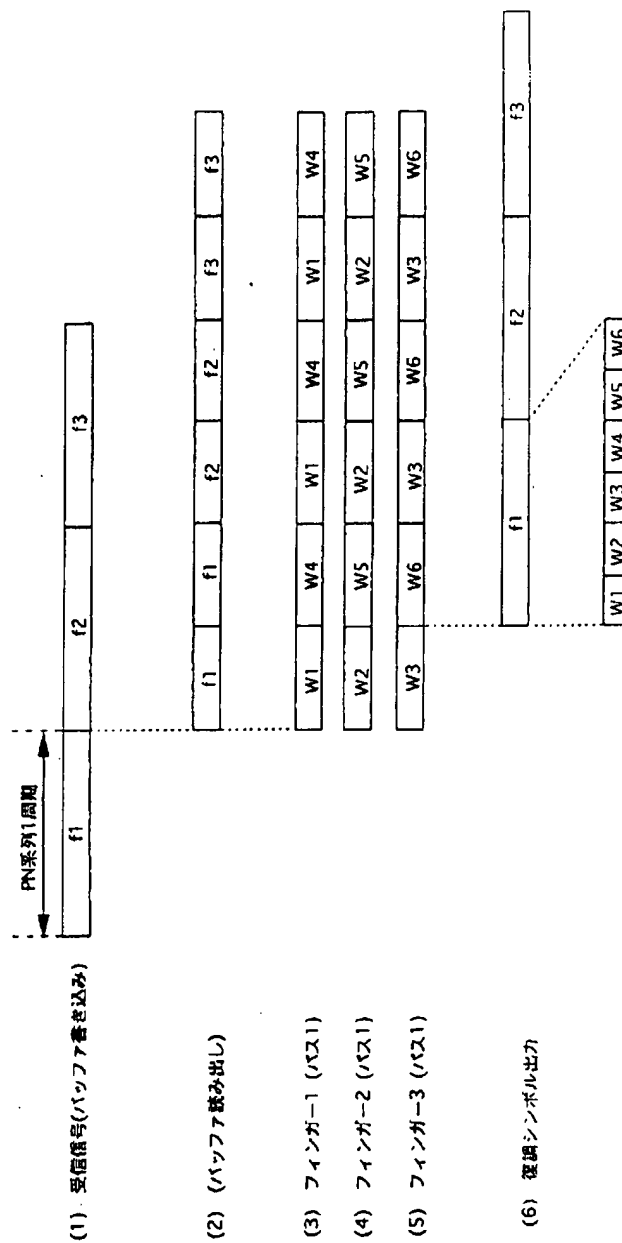 PN系列1周期
(1) 受信信号(バッファ書き込み) f1 f2 f3
(2) (バッファ読み出し) f1 f1 f2 f2 f3 f3
(3) フィンガー1 (パス1) W1 W4 W1 W4 W1 W4
(4) フィンガー2 (パス1) W2 W5 W2 W5 W2 W5
(5) フィンガー3 (パス1) W3 W6 W3 W6 W3 W6
(6) 復調シンボル出力 f1 f2 f3
W1 W2 W3 W4 W5 W6